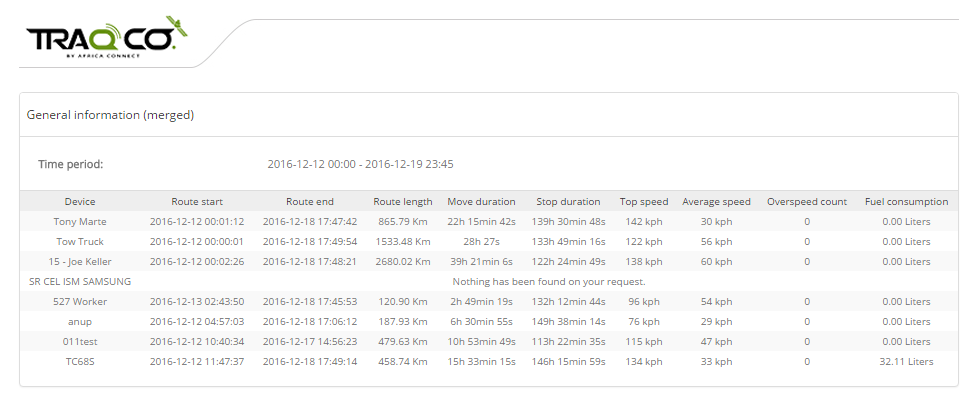 TRAQCO.
BY AFRICA CONNECT
General information (merged)
Time period: 2016-12-12 00:00 - 2016-12-19 23:45
Device Route start Route end Route length Move duration Stop duration Top speed Average speed Overspeed count Fuel consumption
Tony Marte 2016-12-12 00:01:12 2016-12-18 17:47:42 865.79 Km 22h 15min 42s 139h 30min 48s 142 kph 30 kph 0 0.00 Liters
Tow Truck 2016-12-12 00:00:01 2016-12-18 17:49:54 1533.48 Km 28h 27s 133h 49min 16s 122 kph 56 kph 0 0.00 Liters
15 - Joe Keller 2016-12-12 00:02:26 2016-12-18 17:48:21 2680.02 Km 39h 21min 6s 122h 24min 49s 138 kph 60 kph 0 0.00 Liters
SR CEL ISM SAMSUNG Nothing has been found on your request.
527 Worker 2016-12-13 02:43:50 2016-12-18 17:45:53 120.90 Km 2h 49min 19s 132h 12min 44s 96 kph 54 kph 0 0.00 Liters
anup 2016-12-12 04:57:03 2016-12-18 17:06:12 187.93 Km 6h 30min 55s 149h 38min 14s 76 kph 29 kph 0 0.00 Liters
011test 2016-12-12 10:40:34 2016-12-17 14:56:23 479.63 Km 10h 53min 49s 113h 22min 35s 115 kph 47 kph 0 0.00 Liters
TC68S 2016-12-12 11:47:37 2016-12-18 17:49:14 458.74 Km 15h 33min 15s 146h 15min 59s 134 kph 33 kph 0 32.11 Liters